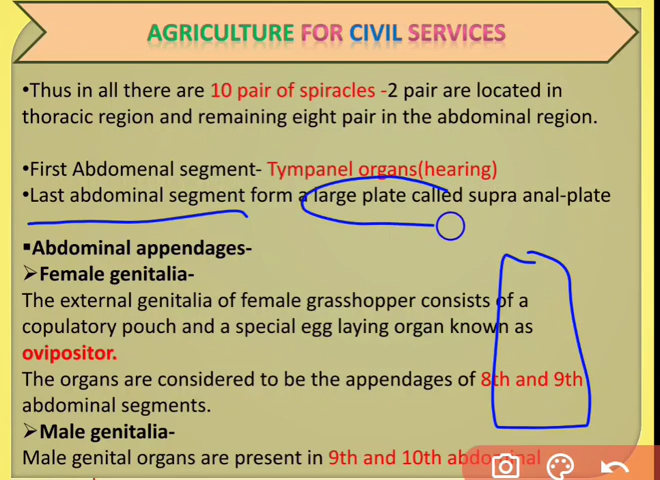 AGRICULTURE FOR CIVIL SERVICES
•Thus in all there are 10 pair of spiracles -2 pair are located in
thoracic region and remaining eight pair in the abdominal region.
•First Abdomenal segment- Tympanel organs(hearing)
•Last abdominal segment form a large plate called supra anal-plate
▪Abdominal appendages-
➢Female genitalia-
The external genitalia of female grasshopper consists of a
copulatory pouch and a special egg laying organ known as
ovipositor.
The organs are considered to be the appendages of 8th and 9th
abdominal segments.
➢Male genitalia-
Male genital organs are present in 9th and 10th abdominal